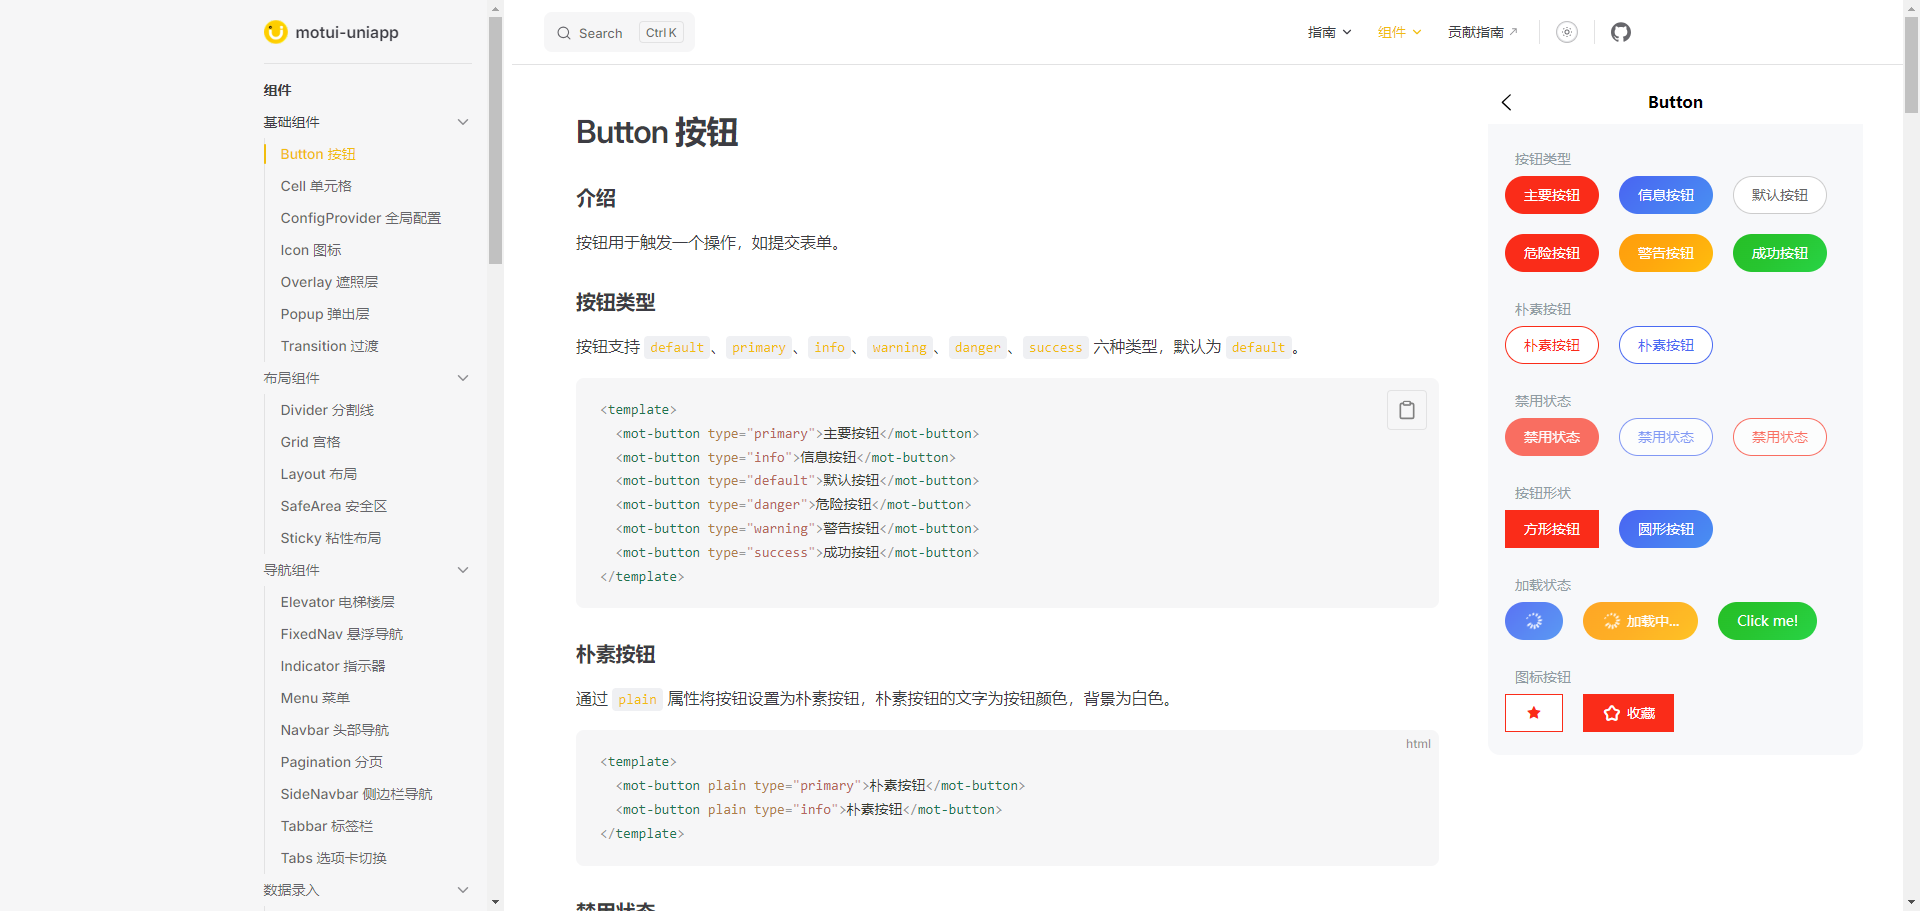 motui-uniapp
组件
基础组件
Button 按钮
Cell 单元格
ConfigProvider 全局配置
Icon 图标
Overlay 遮照层
Popup 弹出层
Transition 过渡
布局组件
Divider 分割线
Grid 宫格
Layout 布局
SafeArea 安全区
Sticky 粘性布局
导航组件
Elevator 电梯楼层
FixedNav 悬浮导航
Indicator 指示器
Menu 菜单
Navbar 头部导航
Pagination 分页
SideNavbar 侧边栏导航
Tabbar 标签栏
Tabs 选项卡切换
数据录入
Search Ctrl K
指南 组件 贡献指南
Button 按钮
介绍
按钮用于触发一个操作，如提交表单。
按钮类型
按钮支持 default、 primary、 info、 warning、 danger、 success 六种类型，默认为 default。
<template>
<mot-button type="primary">主要按钮</mot-button>
<mot-button type="info">信息按钮</mot-button>
<mot-button type="default">默认按钮</mot-button>
<mot-button type="danger">危险按钮</mot-button>
<mot-button type="warning">警告按钮</mot-button>
<mot-button type="success">成功按钮</mot-button>
</template>
朴素按钮
通过 plain 属性将按钮设置为朴素按钮，朴素按钮的文字为按钮颜色，背景为白色。
html
<template>
<mot-button plain type="primary">朴素按钮</mot-button>
<mot-button plain type="info">朴素按钮</mot-button>
</template>
禁用状态
Button
按钮类型
主要按钮 信息按钮 默认按钮
危险按钮 警告按钮 成功按钮
朴素按钮
朴素按钮 朴素按钮
禁用状态
禁用状态 禁用状态 禁用状态
按钮形状
方形按钮 圆形按钮
加载状态
加载中... Click me!
图标按钮
收藏